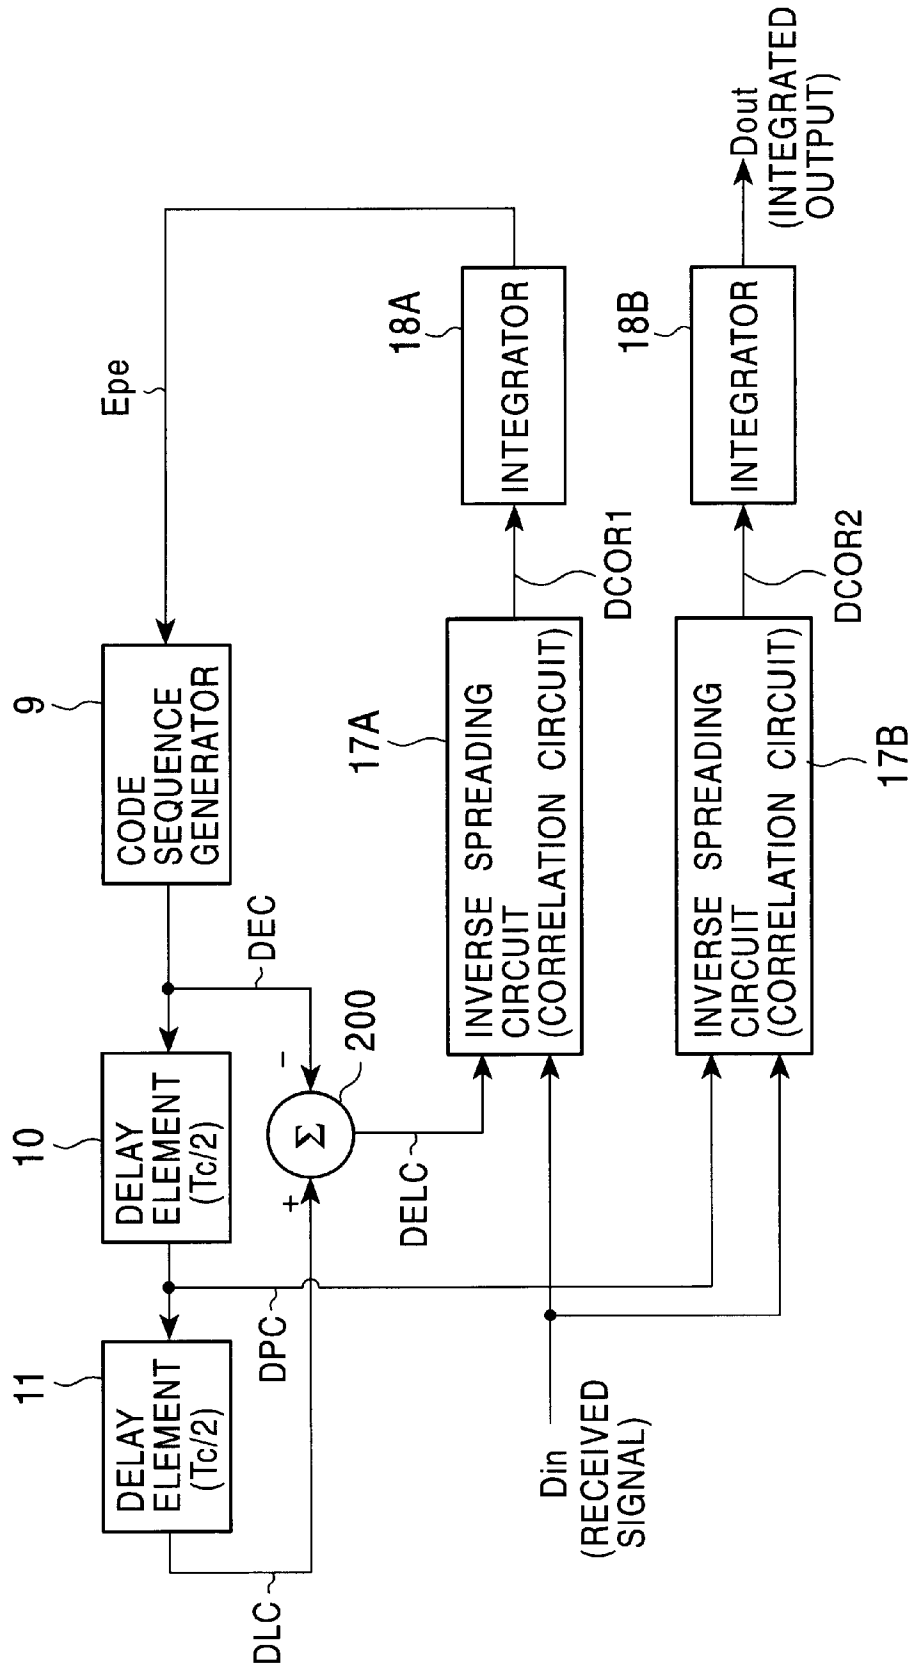 11
DELAY
ELEMENT
(Tc/2)
10
DELAY
ELEMENT
(Tc/2)
9
CODE
SEQUENCE
GENERATOR
Epe
DLC
DPC
DEC
+
-
Σ
200
DELC
17A
INVERSE SPREADING
CIRCUIT
(CORRELATION CIRCUIT)
DCOR1
18A
INTEGRATOR
Din
(RECEIVED
SIGNAL)
INVERSE SPREADING
CIRCUIT
(CORRELATION CIRCUIT)
17B
DCOR2
18B
INTEGRATOR
Dout
(INTEGRATED
OUTPUT)